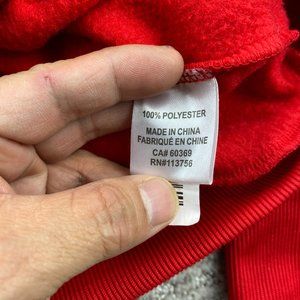 100% POLYESTER
MADE IN CHINA
FABRIQUÉ EN CHINE
CA# 60369
RN#113756